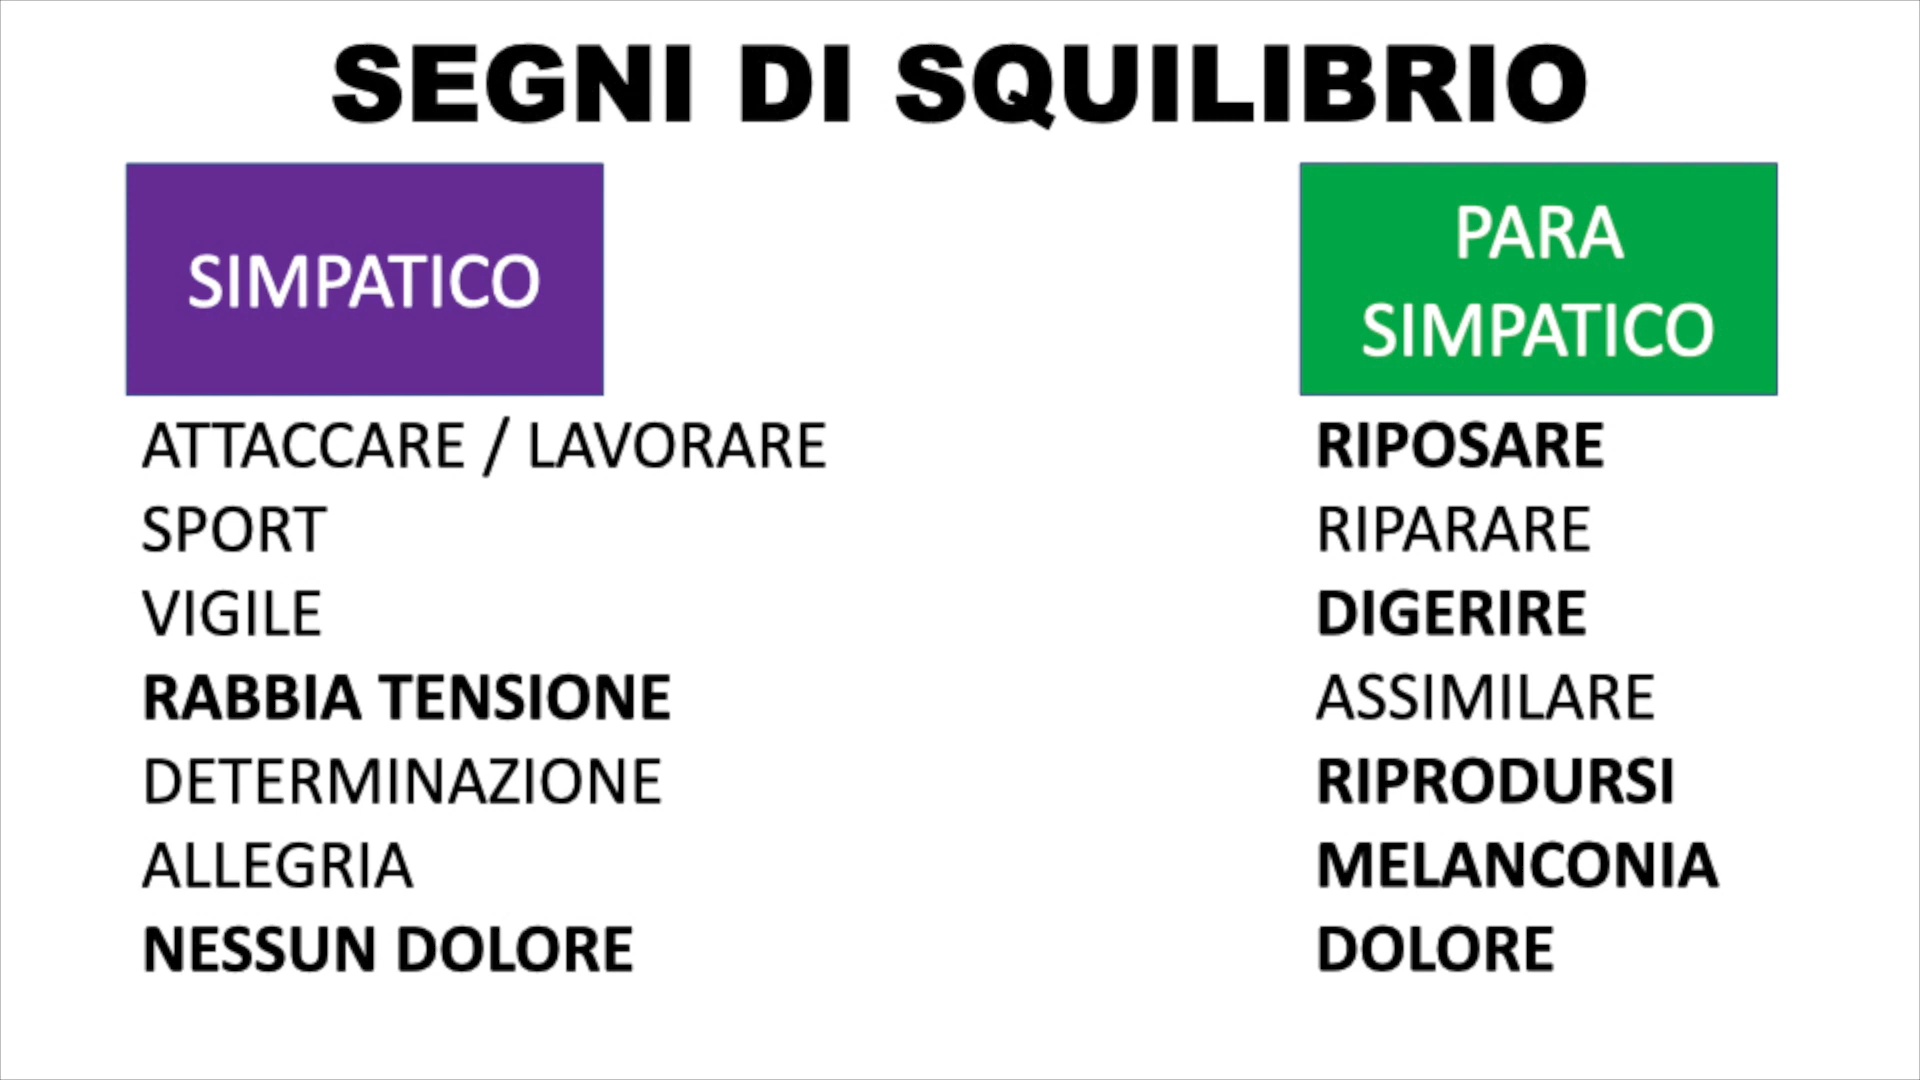 SEGNI DI SQUILIBRIO
SIMPATICO
ATTACCARE / LAVORARE
SPORT
VIGILE
RABBIA TENSIONE
DETERMINAZIONE
ALLEGRIA
NESSUN DOLORE
PARA
SIMPATICO
RIPOSARE
RIPARARE
DIGERIRE
ASSIMILARE
RIPRODURSI
MELANCONIA
DOLORE